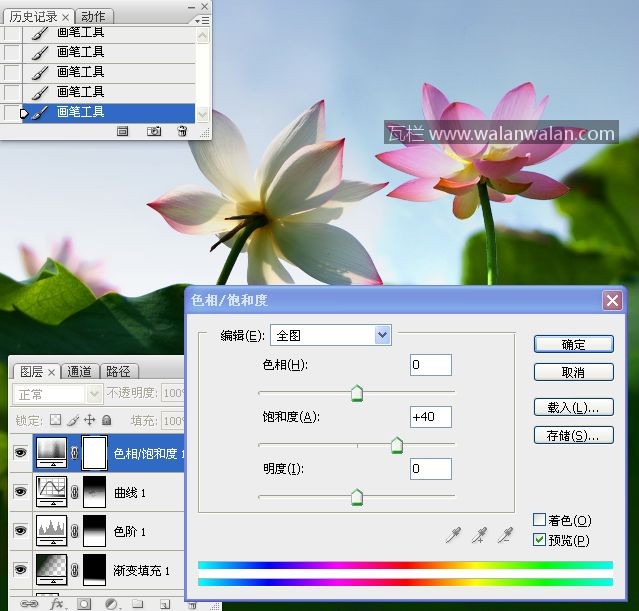 历史记录 × 动作
画笔工具
画笔工具
画笔工具
画笔工具
画笔工具
瓦栏 www.walanwalan.com
色相/饱和度
编辑(E): 全图
色相(H): 0
饱和度(A): +40
明度(I): 0
确定
取消
载入(L)...
存储(S)...
着色(O)
预览(P)
图层 × 通道 路径
正常 不透明度: 100
锁定: 填充: 100
色相/饱和度 1
曲线 1
色阶 1
渐变填充 1